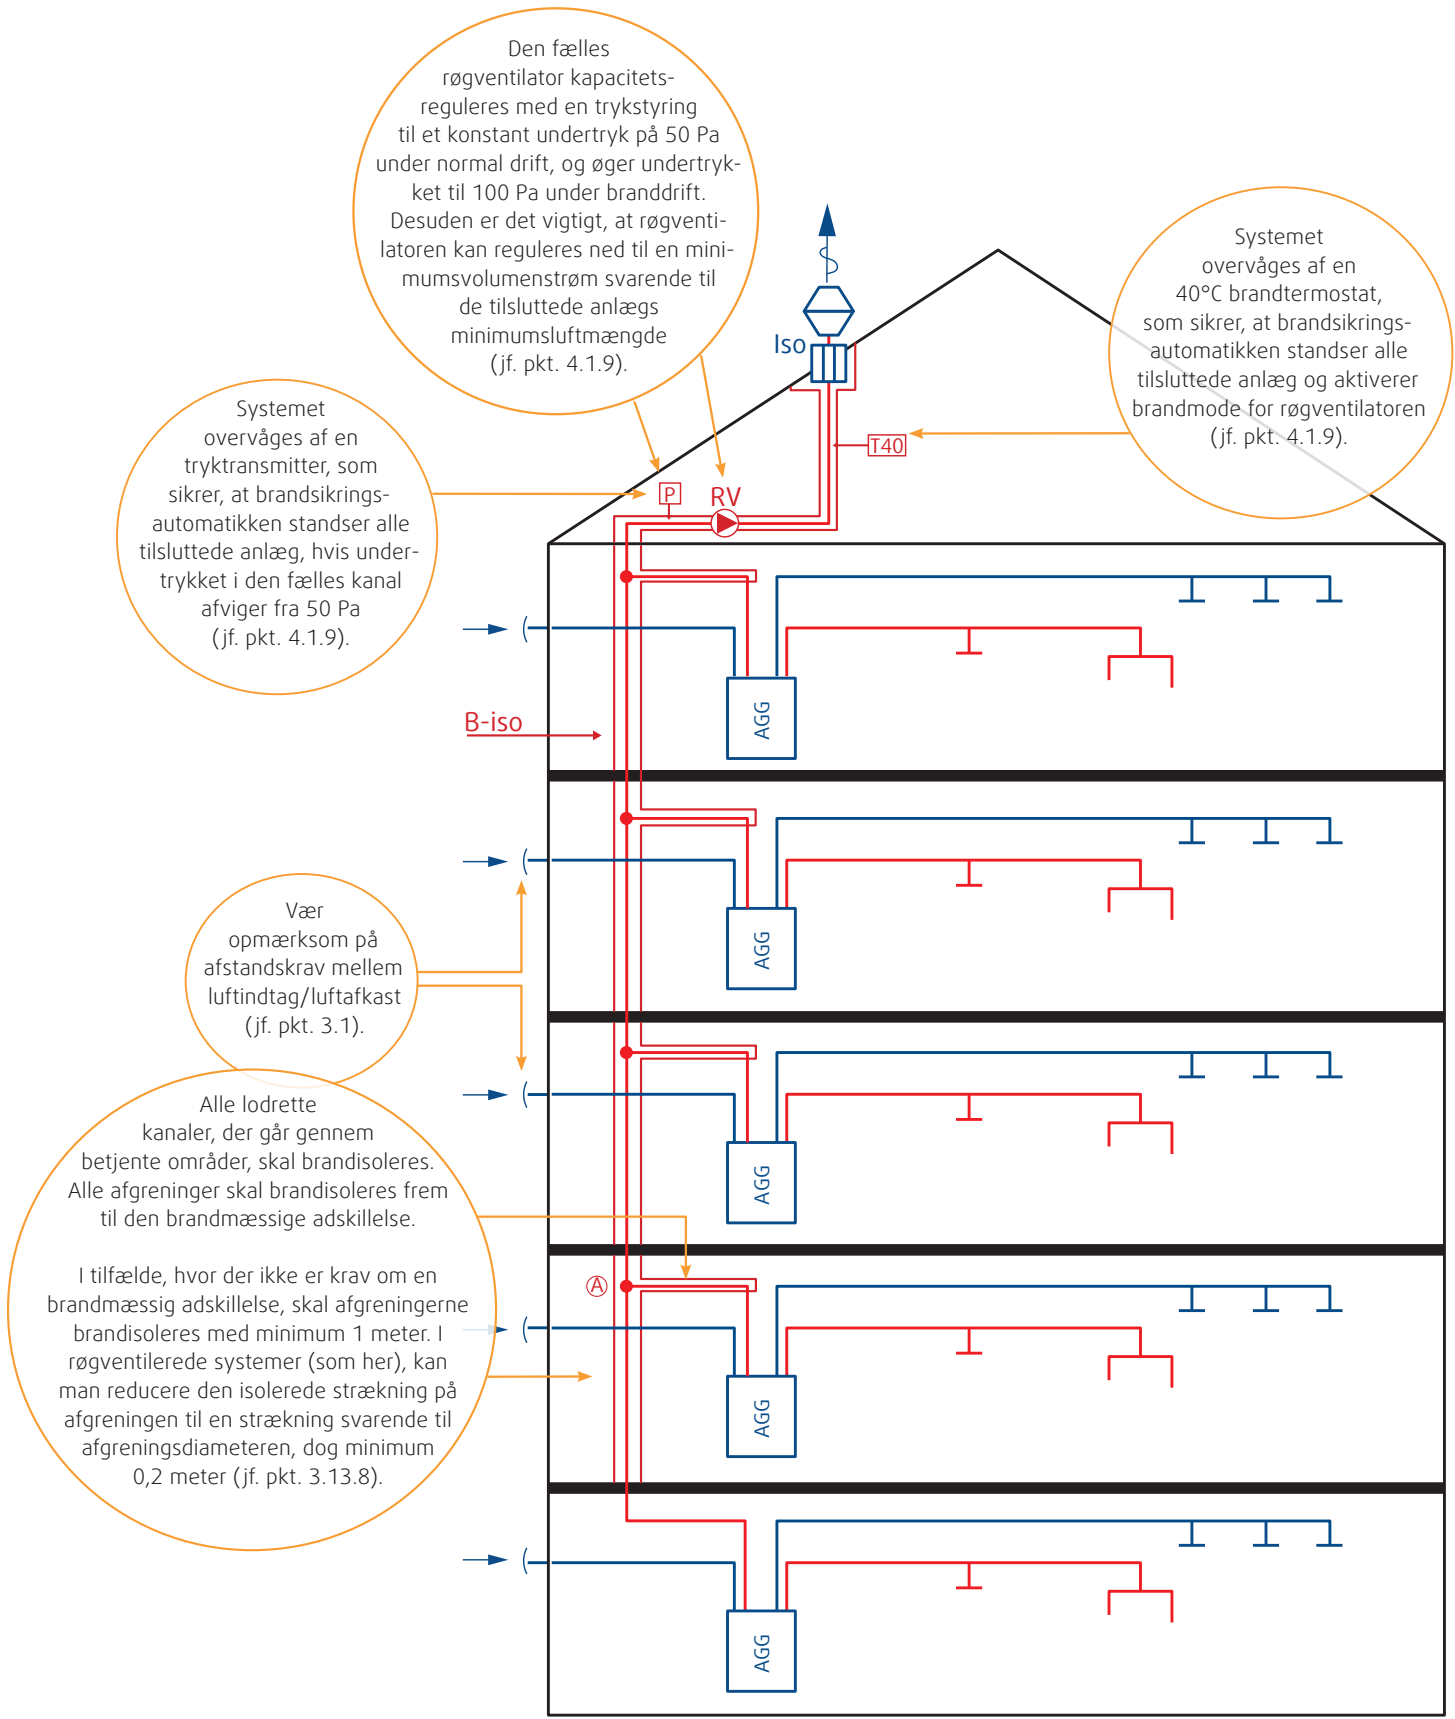 Den fælles
røgventilator kapacitets-
reguleres med en trykstyring
til et konstant undertryk på 50 Pa
under normal drift, og øger undertryk-
ket til 100 Pa under branddrift.
Desuden er det vigtigt, at røgventi-
latoren kan reguleres ned til en mini-
mumsvolumenstrøm svarende til
de tilsluttede anlægs
minimumsluftmængde
(jf. pkt. 4.1.9).
Systemet
overvåges af en
40°C brandtermostat,
som sikrer, at brandsikrings-
automatikken standser alle
tilsluttede anlæg og aktiverer
brandmode for røgventilatoren
(jf. pkt. 4.1.9).
Iso
T40
Systemet
overvåges af en
tryktransmitter, som
sikrer, at brandsikrings-
automatikken standser alle
tilsluttede anlæg, hvis under-
trykket i den fælles kanal
afviger fra 50 Pa
(jf. pkt. 4.1.9).
P
RV
AGG
B-iso
AGG
Vær
opmærksom på
afstandskrav mellem
luftindtag/luftafkast
(jf. pkt. 3.1).
AGG
Alle lodrette
kanaler, der går gennem
betjente områder, skal brandisoleres.
Alle afgreninger skal brandisoleres frem
til den brandmæssige adskillelse.
I tilfælde, hvor der ikke er krav om en
brandmæssig adskillelse, skal afgreningerne
brandisoleres med minimum 1 meter. I
røgventilerede systemer (som her), kan
man reducere den isolerede strækning på
afgreningen til en strækning svarende til
afgreningsdiameteren, dog minimum
0,2 meter (jf. pkt. 3.13.8).
A
AGG
AGG